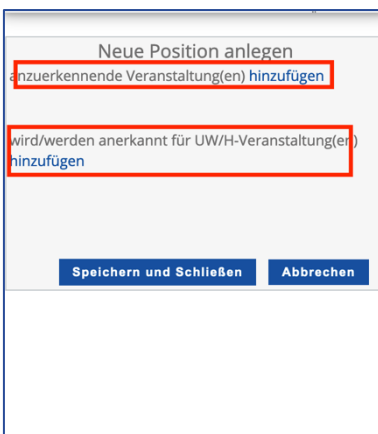 Neue Position anlegen
anzuerkennende Veranstaltung(en) hinzufügen
wird/werden anerkannt für UW/H-Veranstaltung(en)
hinzufügen
Speichern und Schließen Abbrechen